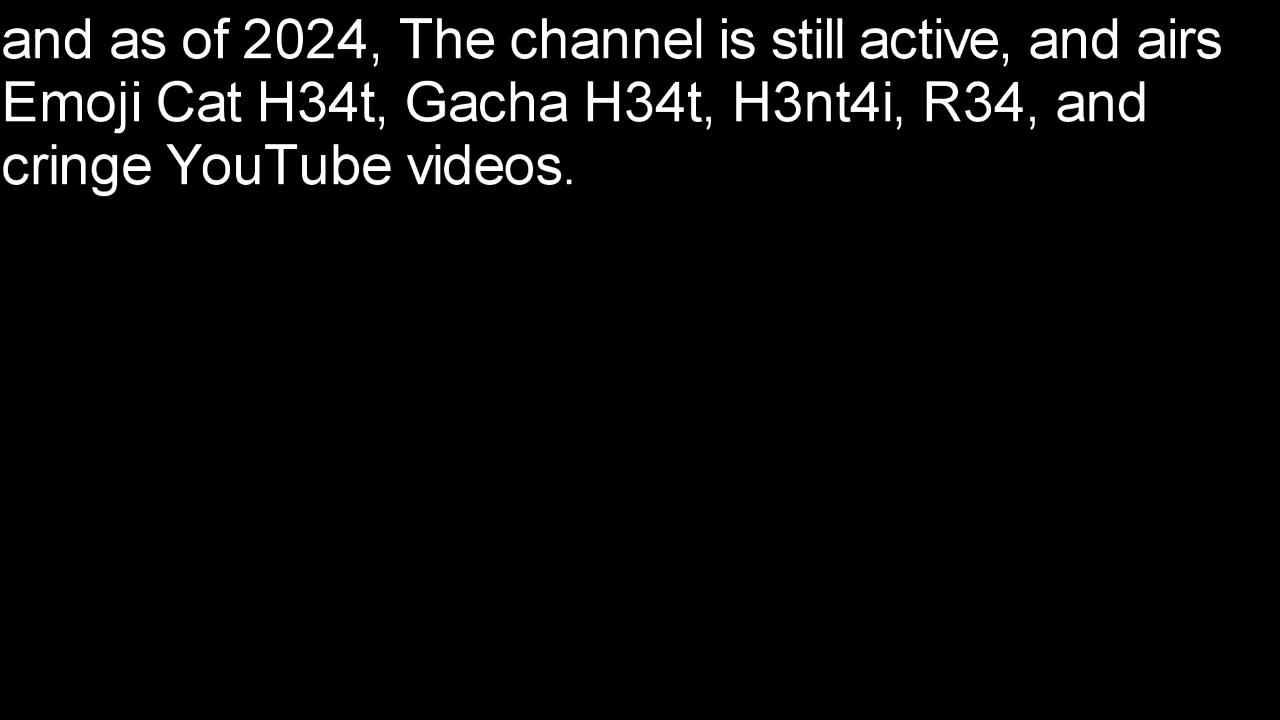 and as of 2024, The channel is still active, and airs
Emoji Cat H34t, Gacha H34t, H3nt4i, R34, and
cringe YouTube videos.